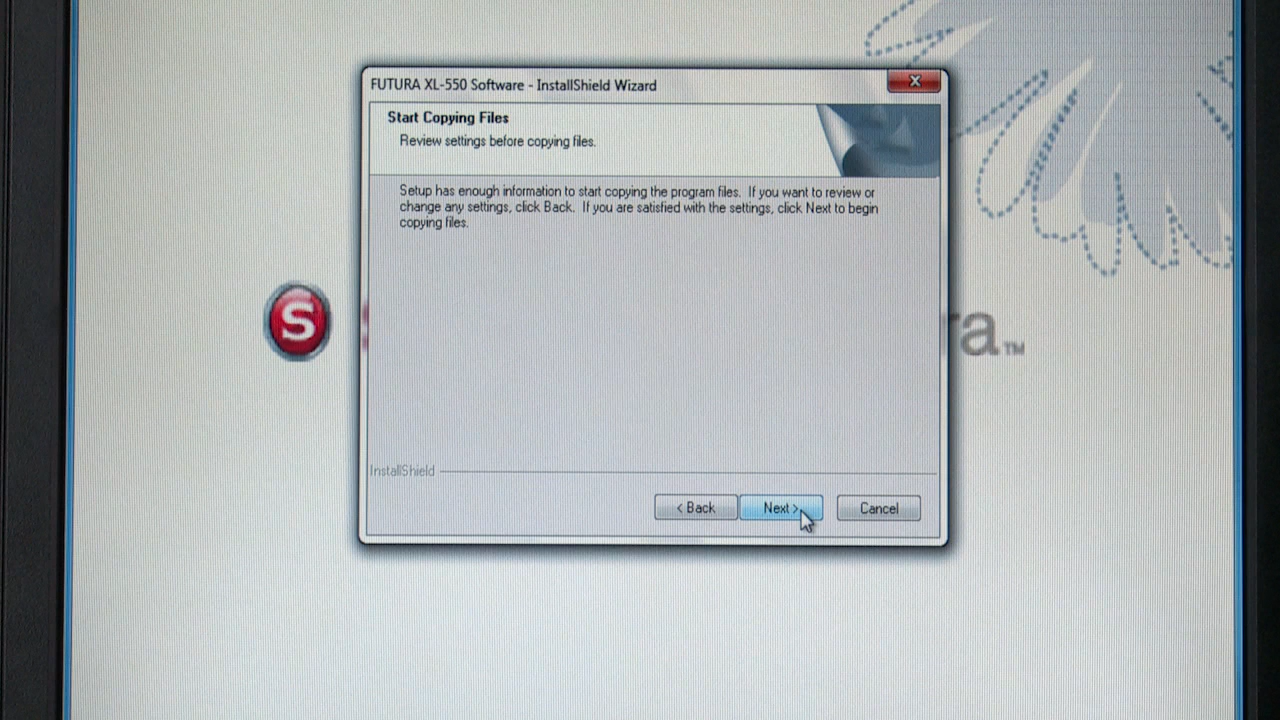 FUTURA XL-550 Software - InstallShield Wizard
Start Copying Files
Review settings before copying files.
Setup has enough information to start copying the program files. If you want to review or
change any settings, click Back. If you are satisfied with the settings, click Next to begin
copying files.
S
ra™
InstallShield
< Back
Next >
Cancel